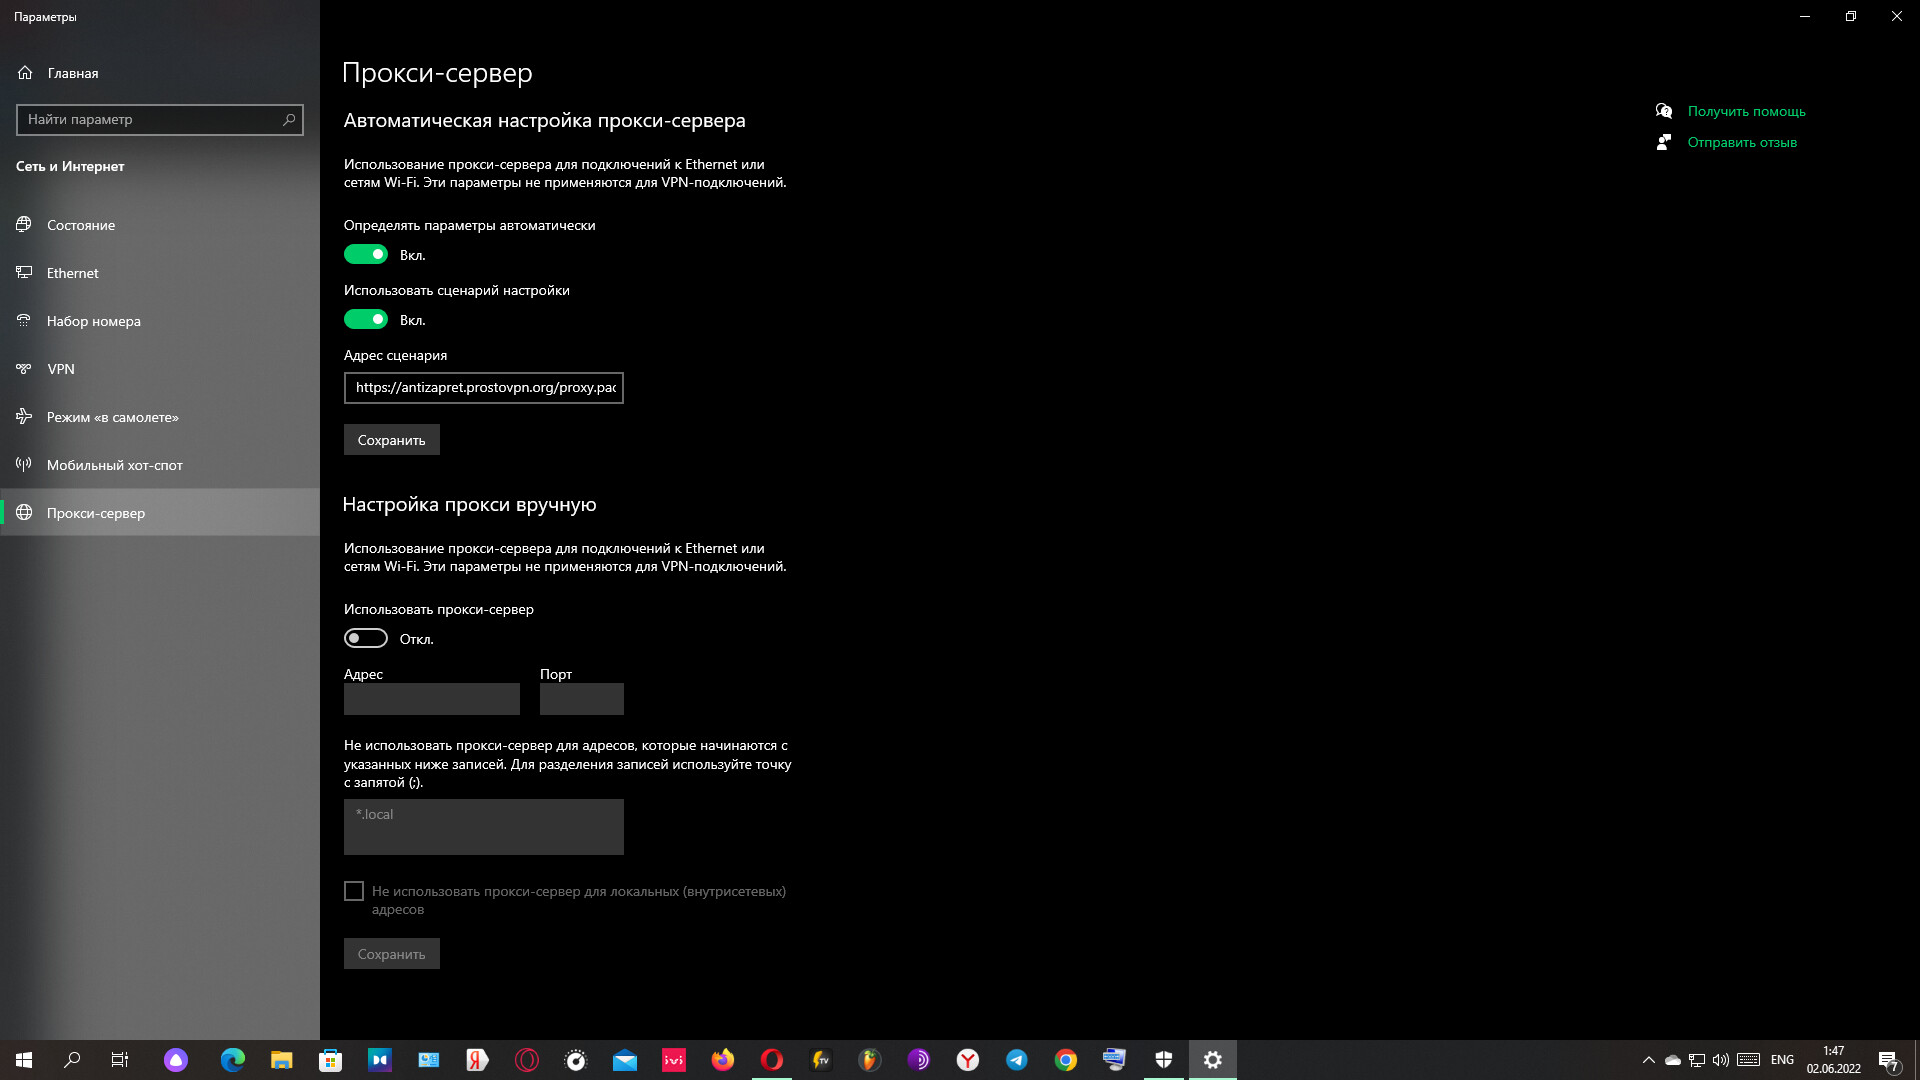 Параметры
Главная
Найти параметр
Сеть и Интернет
Состояние
Ethernet
Набор номера
VPN
Режим «в самолете»
Мобильный хот-спот
Прокси-сервер
Прокси-сервер
Автоматическая настройка прокси-сервера
Использование прокси-сервера для подключений к Ethernet или
сетям Wi-Fi. Эти параметры не применяются для VPN-подключений.
Определять параметры автоматически
Вкл.
Использовать сценарий настройки
Вкл.
Адрес сценария
https://antizapret.prostovpn.org/proxy.pac
Сохранить
Настройка прокси вручную
Использование прокси-сервера для подключений к Ethernet или
сетям Wi-Fi. Эти параметры не применяются для VPN-подключений.
Использовать прокси-сервер
Откл.
Адрес
Порт
Не использовать прокси-сервер для адресов, которые начинаются с
указанных ниже записей. Для разделения записей используйте точку
с запятой (;).
*.local
Не использовать прокси-сервер для локальных (внутрисетевых)
адресов
Сохранить
Получить помощь
Отправить отзыв
Я
ivi
TV
Y
ENG
1:47
02.06.2022
7